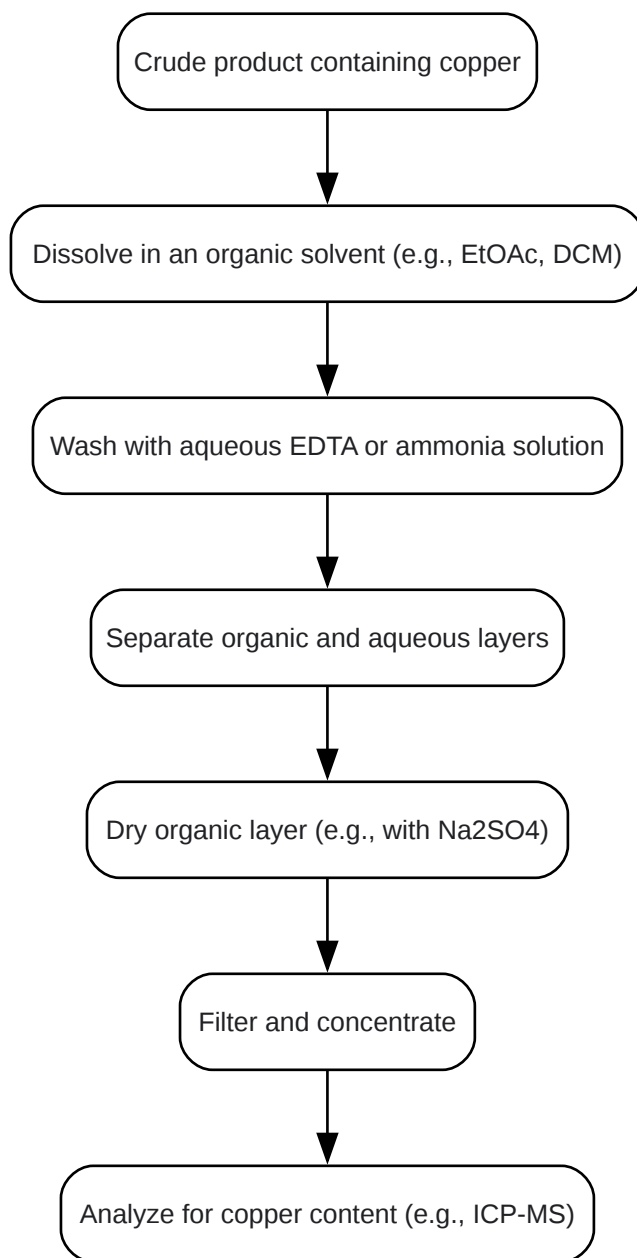 Crude product containing copper
Dissolve in an organic solvent (e.g., EtOAc, DCM)
Wash with aqueous EDTA or ammonia solution
Separate organic and aqueous layers
Dry organic layer (e.g., with Na2SO4)
Filter and concentrate
Analyze for copper content (e.g., ICP-MS)